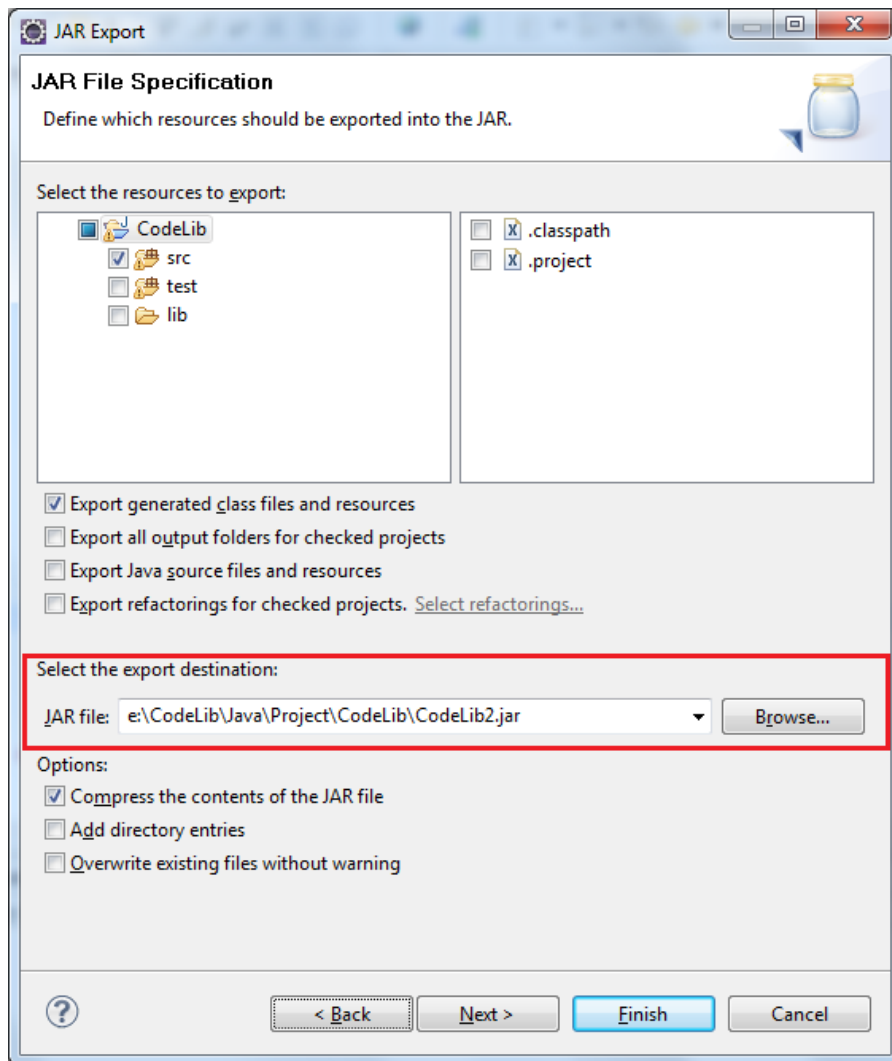 JAR Export
JAR File Specification
Define which resources should be exported into the JAR.
Select the resources to export:
CodeLib
src
test
lib
.classpath
.project
Export generated class files and resources
Export all output folders for checked projects
Export Java source files and resources
Export refactorings for checked projects. Select refactorings...
Select the export destination:
JAR file: e:\CodeLib\Java\Project\CodeLib\CodeLib2.jar Browse...
Options:
Compress the contents of the JAR file
Add directory entries
Overwrite existing files without warning
? < Back Next > Finish Cancel